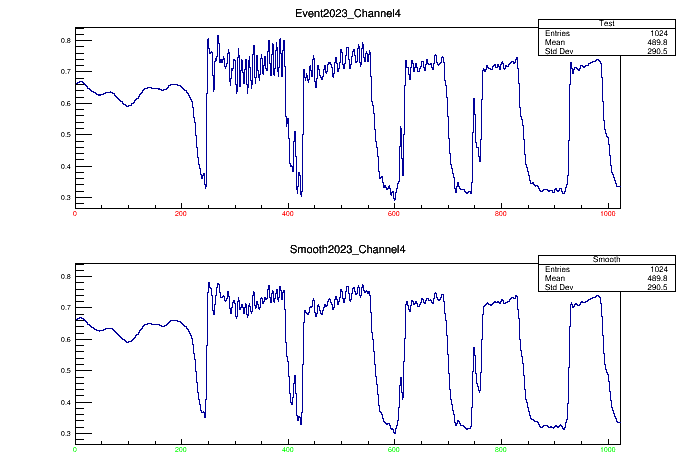 Event2023_Channel4
Test
Entries 1024
Mean 489.8
Std Dev 290.5
0.8
0.7
0.6
0.5
0.4
0.3
0 200 400 600 800 1000
Smooth2023_Channel4
Smooth
Entries 1024
Mean 489.8
Std Dev 290.5
0.8
0.7
0.6
0.5
0.4
0.3
0 200 400 600 800 1000